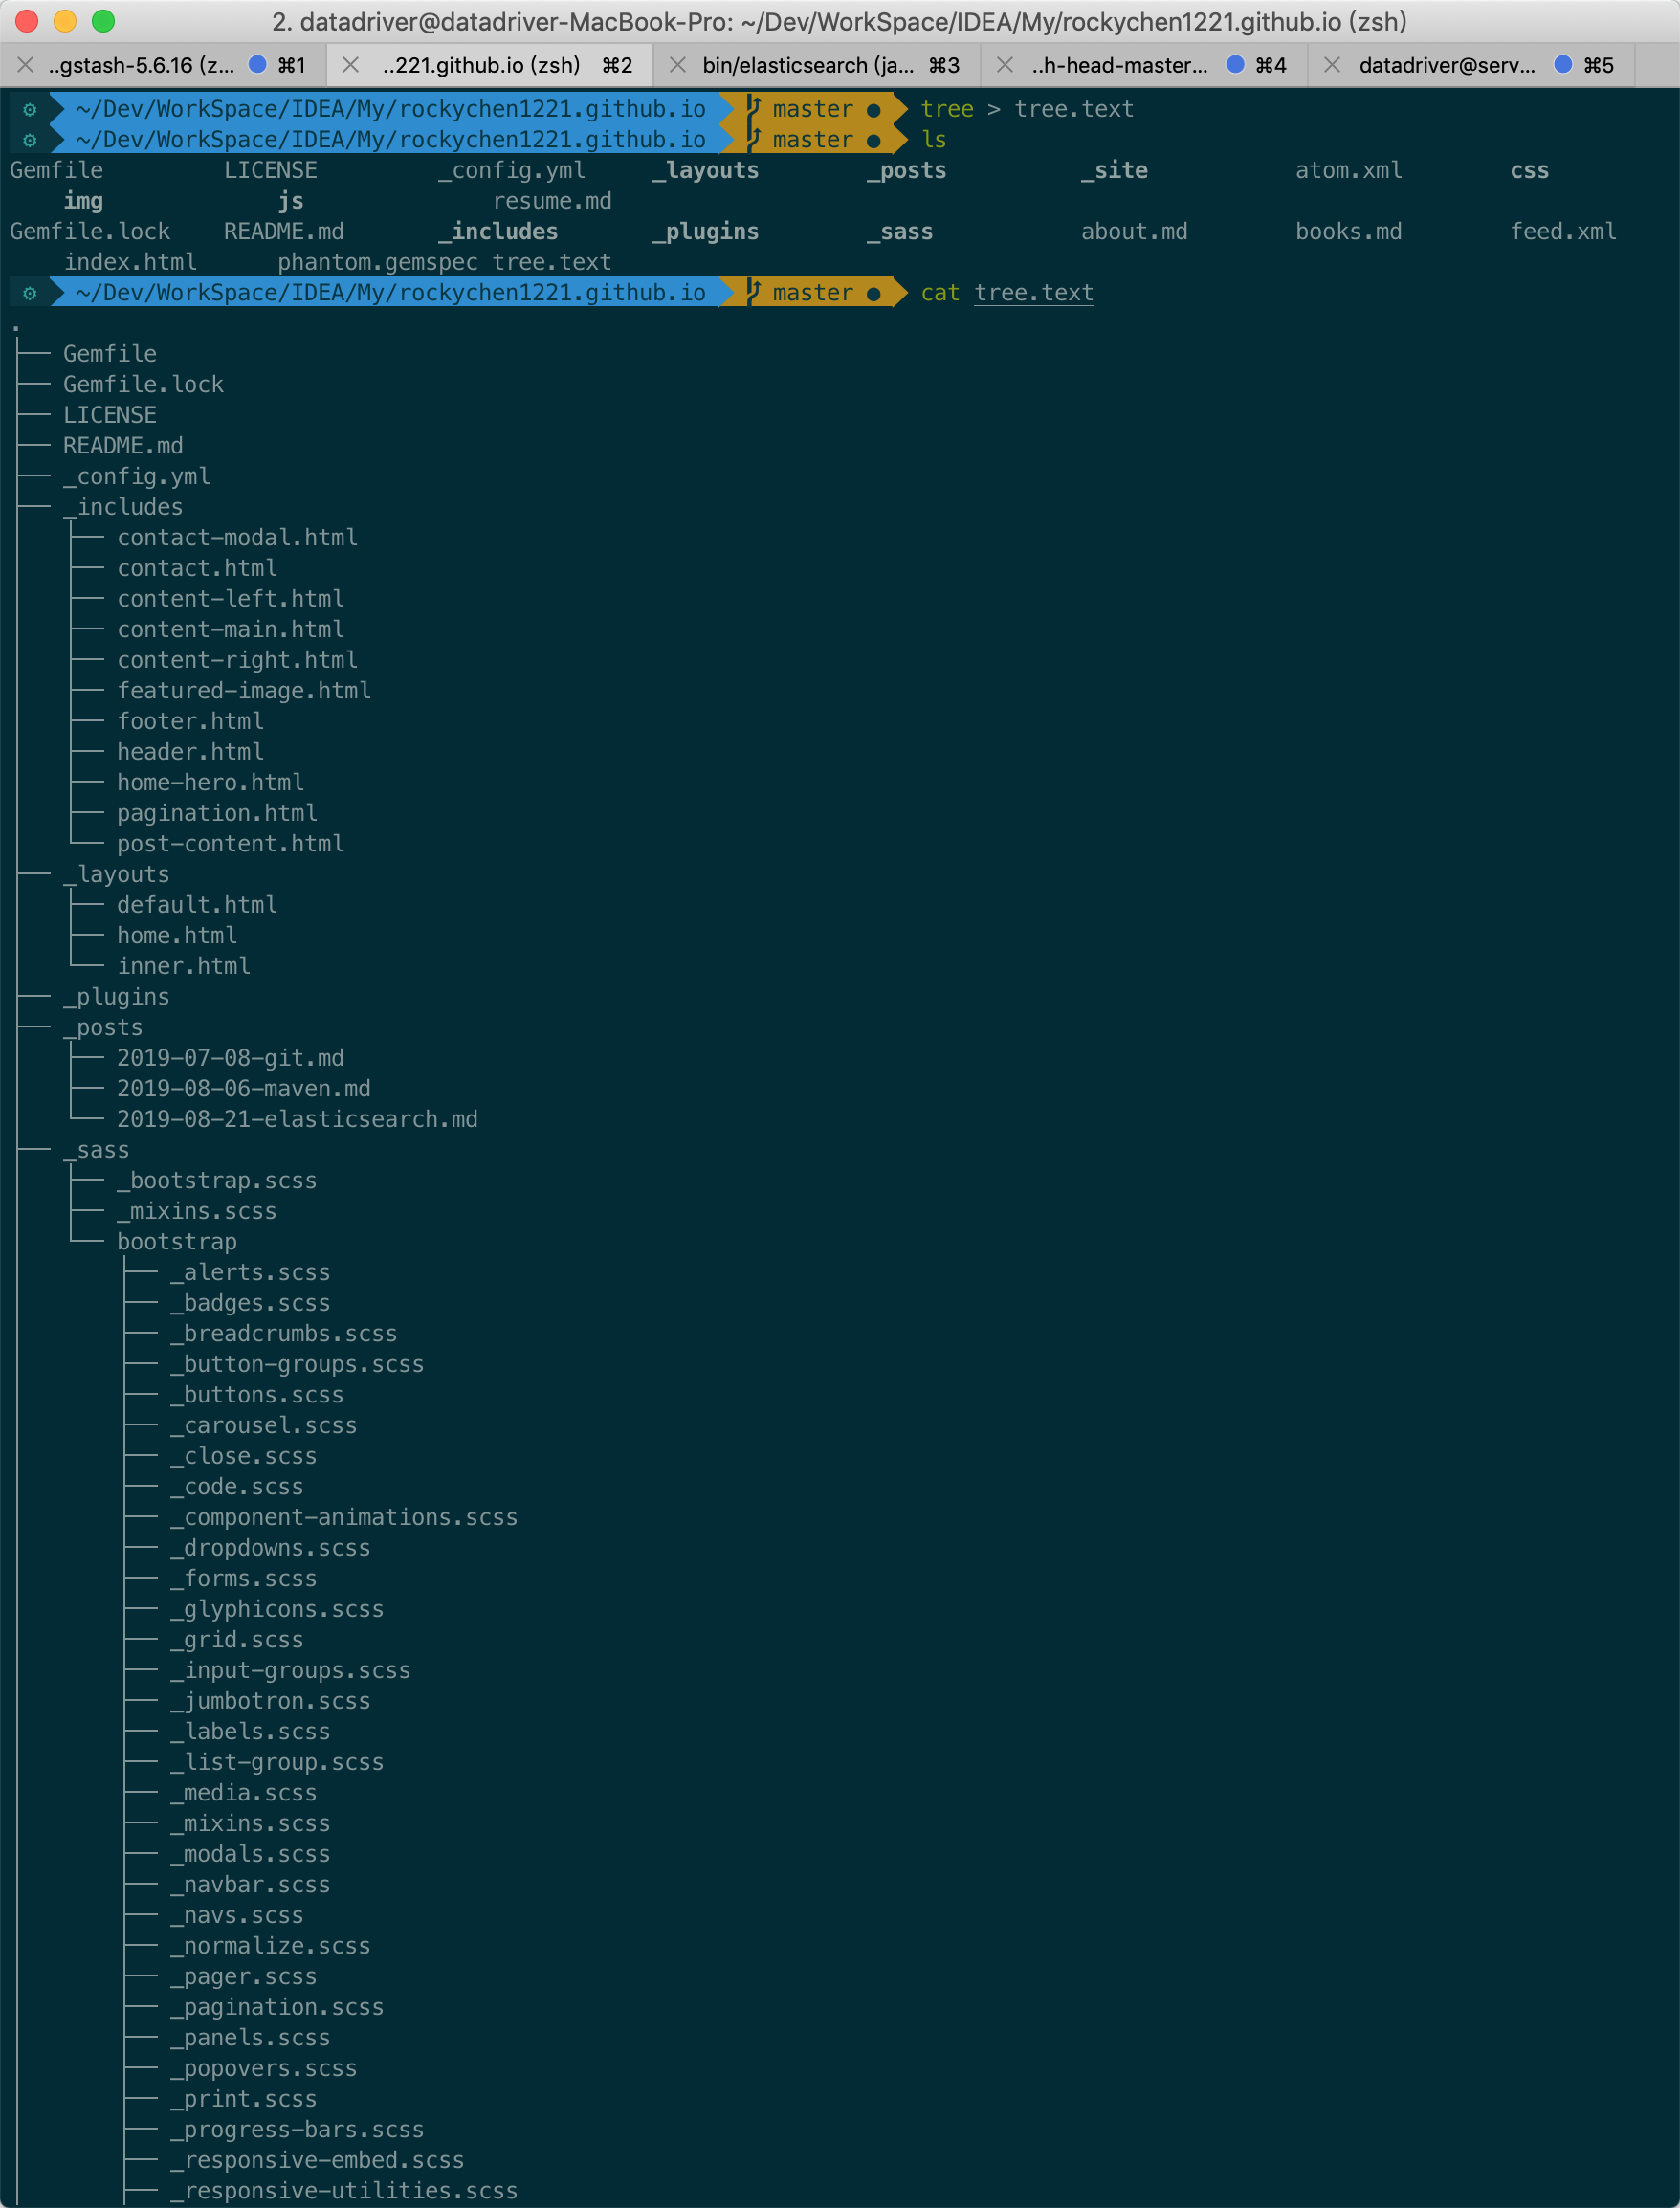 2. datadriver@datadriver-MacBook-Pro: ~/Dev/WorkSpace/IDEA/My/rockychen1221.github.io (zsh)
..gstash-5.6.16 (z... ⌘1 ..221.github.io (zsh) ⌘2 bin/elasticsearch (ja... ⌘3 ..h-head-master... ⌘4 datadriver@serv... ⌘5
⚙ ~/Dev/WorkSpace/IDEA/My/rockychen1221.github.io master ● tree > tree.text
⚙ ~/Dev/WorkSpace/IDEA/My/rockychen1221.github.io master ● ls
Gemfile LICENSE _config.yml _layouts _posts _site atom.xml css
img js resume.md
Gemfile.lock README.md _includes _plugins _sass about.md books.md feed.xml
index.html phantom.gemspec tree.text
⚙ ~/Dev/WorkSpace/IDEA/My/rockychen1221.github.io master ● cat tree.text
.
├── Gemfile
├── Gemfile.lock
├── LICENSE
├── README.md
├── _config.yml
├── _includes
│   ├── contact-modal.html
│   ├── contact.html
│   ├── content-left.html
│   ├── content-main.html
│   ├── content-right.html
│   ├── featured-image.html
│   ├── footer.html
│   ├── header.html
│   ├── home-hero.html
│   ├── pagination.html
│   └── post-content.html
├── _layouts
│   ├── default.html
│   ├── home.html
│   └── inner.html
├── _plugins
├── _posts
│   ├── 2019-07-08-git.md
│   ├── 2019-08-06-maven.md
│   └── 2019-08-21-elasticsearch.md
├── _sass
│   ├── _bootstrap.scss
│   ├── _mixins.scss
│   └── bootstrap
│       ├── _alerts.scss
│       ├── _badges.scss
│       ├── _breadcrumbs.scss
│       ├── _button-groups.scss
│       ├── _buttons.scss
│       ├── _carousel.scss
│       ├── _close.scss
│       ├── _code.scss
│       ├── _component-animations.scss
│       ├── _dropdowns.scss
│       ├── _forms.scss
│       ├── _glyphicons.scss
│       ├── _grid.scss
│       ├── _input-groups.scss
│       ├── _jumbotron.scss
│       ├── _labels.scss
│       ├── _list-group.scss
│       ├── _media.scss
│       ├── _mixins.scss
│       ├── _modals.scss
│       ├── _navbar.scss
│       ├── _navs.scss
│       ├── _normalize.scss
│       ├── _pager.scss
│       ├── _pagination.scss
│       ├── _panels.scss
│       ├── _popovers.scss
│       ├── _print.scss
│       ├── _progress-bars.scss
│       ├── _responsive-embed.scss
│       ├── _responsive-utilities.scss